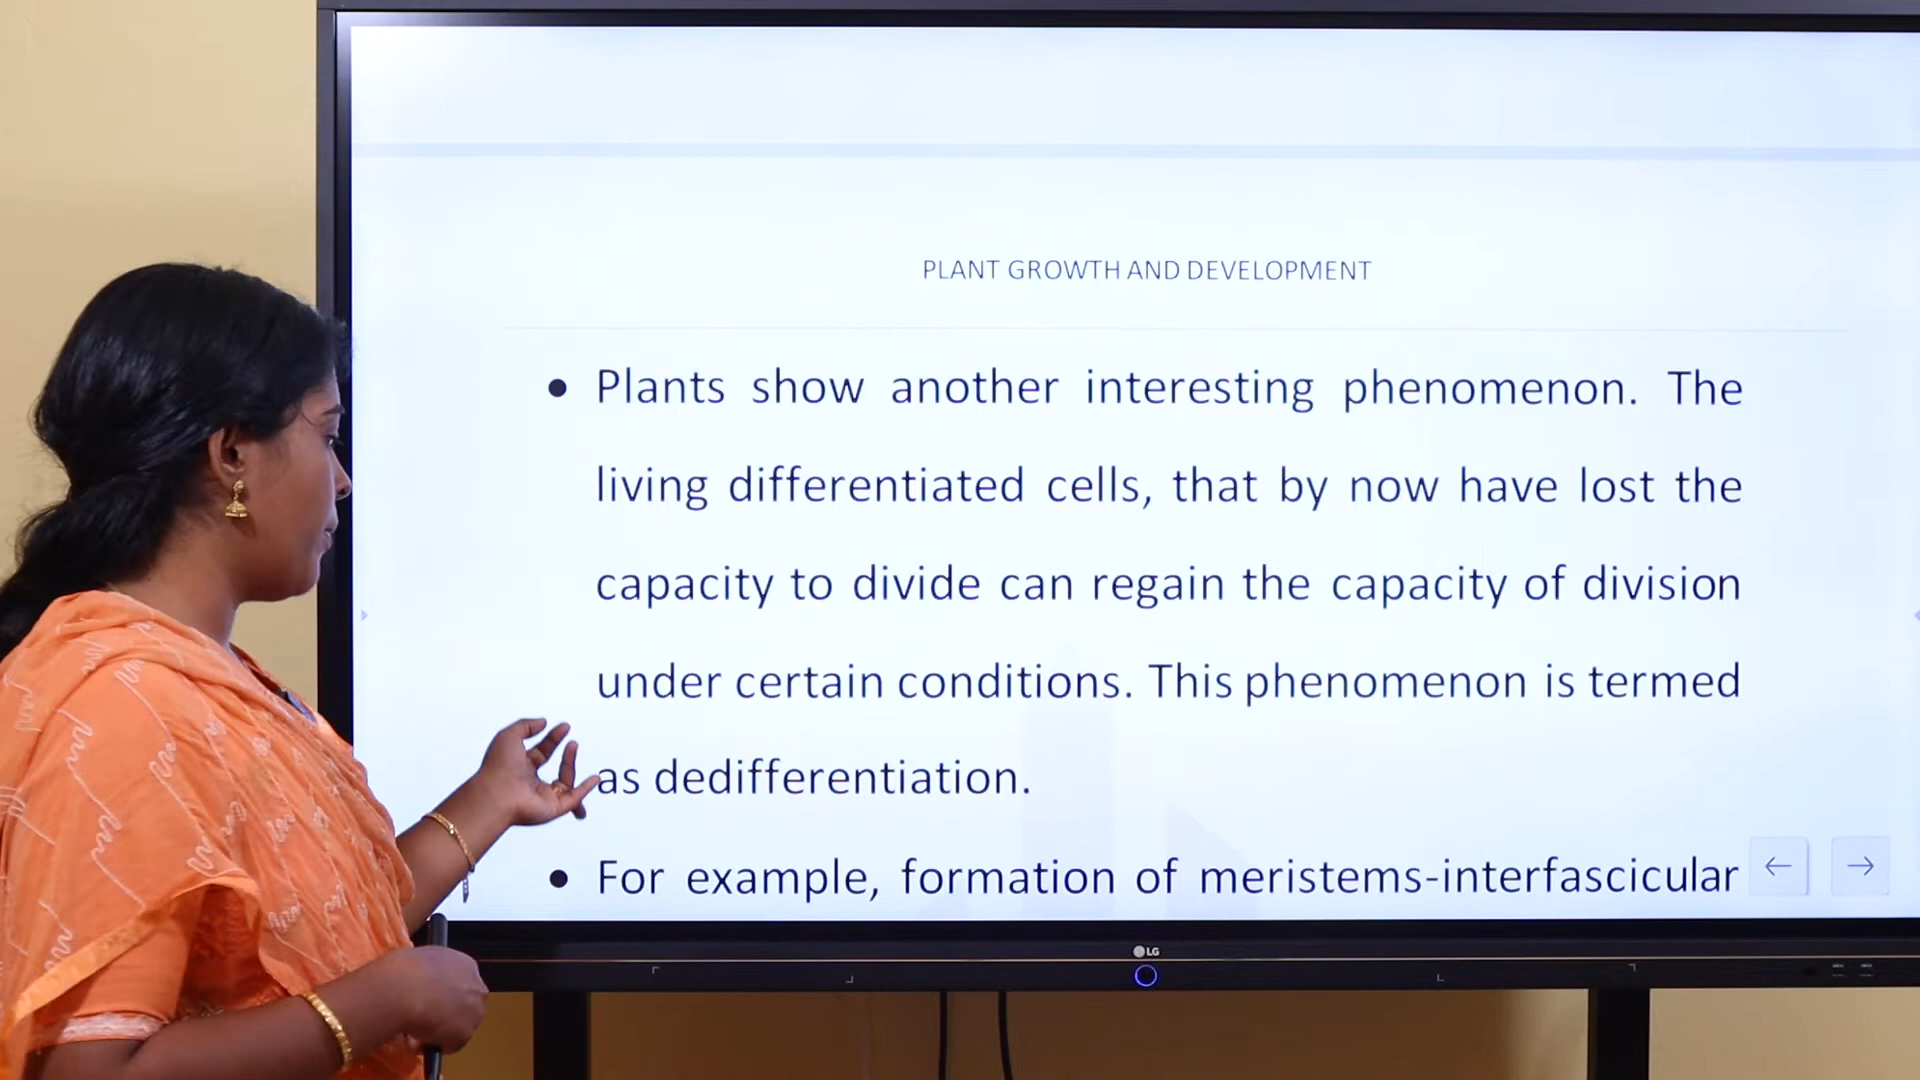 PLANT GROWTH AND DEVELOPMENT
• Plants show another interesting phenomenon. The
living differentiated cells, that by now have lost the
capacity to divide can regain the capacity of division
under certain conditions. This phenomenon is termed
as dedifferentiation.
• For example, formation of meristems-interfascicular
LG